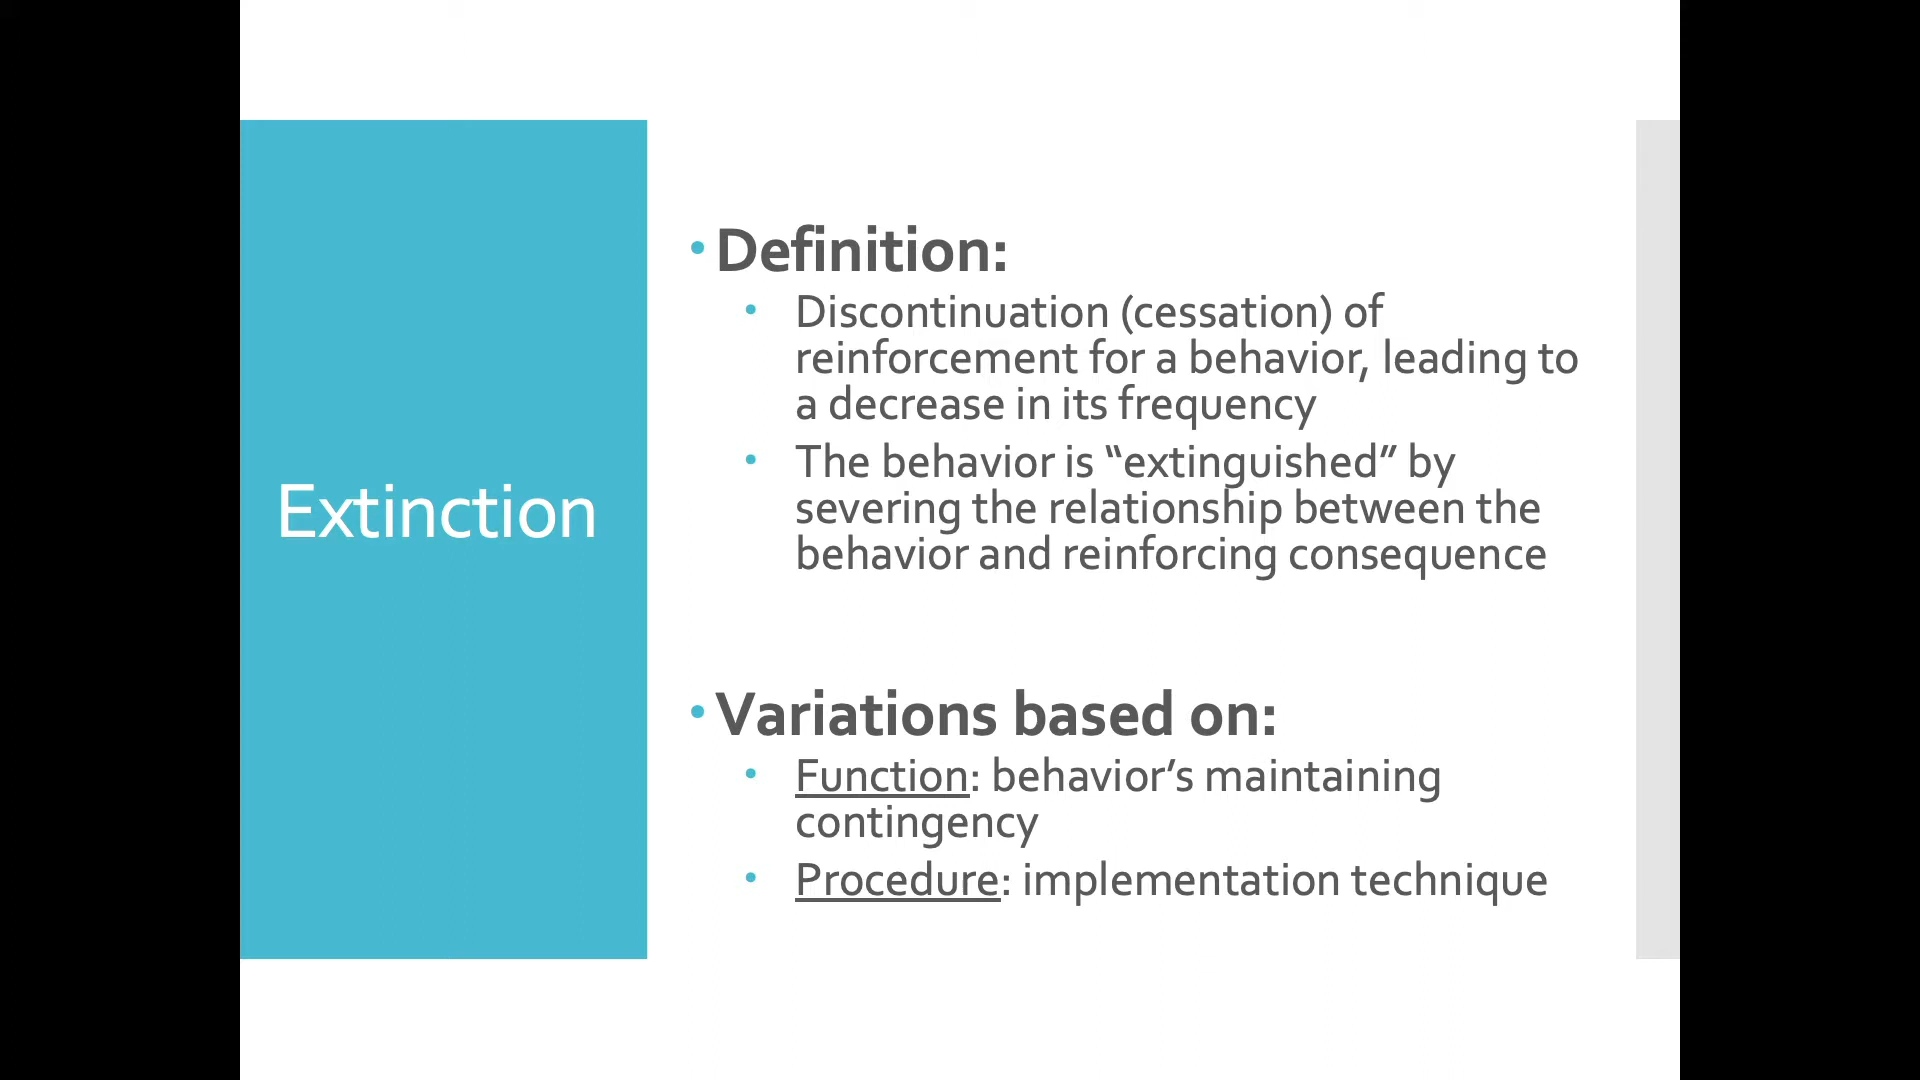 Extinction
• Definition:
• Discontinuation (cessation) of
reinforcement for a behavior, leading to
a decrease in its frequency
• The behavior is “extinguished” by
severing the relationship between the
behavior and reinforcing consequence
• Variations based on:
• Function: behavior’s maintaining
contingency
• Procedure: implementation technique